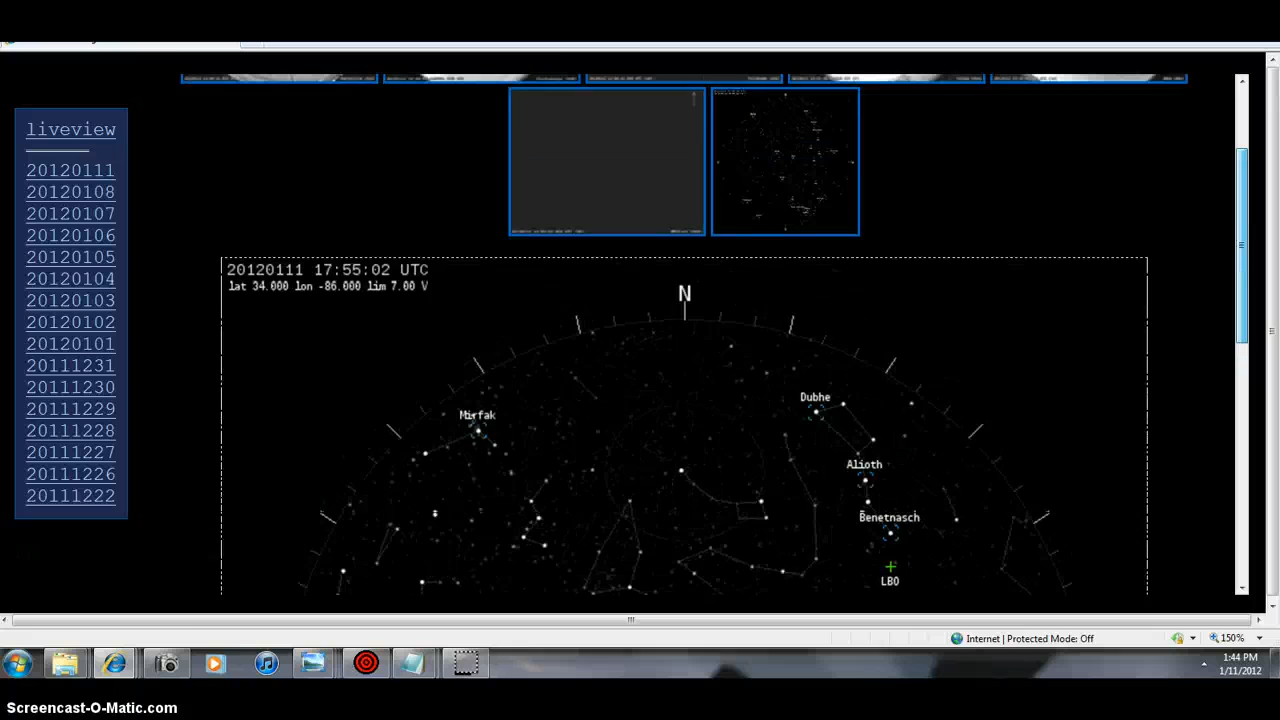 liveview
20120111
20120108
20120107
20120106
20120105
20120104
20120103
20120102
20120101
20111231
20111230
20111229
20111228
20111227
20111226
20111222
20120111 17:55:02 UTC
lat 34.000 lon -86.000 lim 7.00 V
N
Dubhe
Mirfak
Alioth
Benetnasch
LBO
Internet | Protected Mode: Off
150%
1:44 PM
1/11/2012
Screencast-O-Matic.com